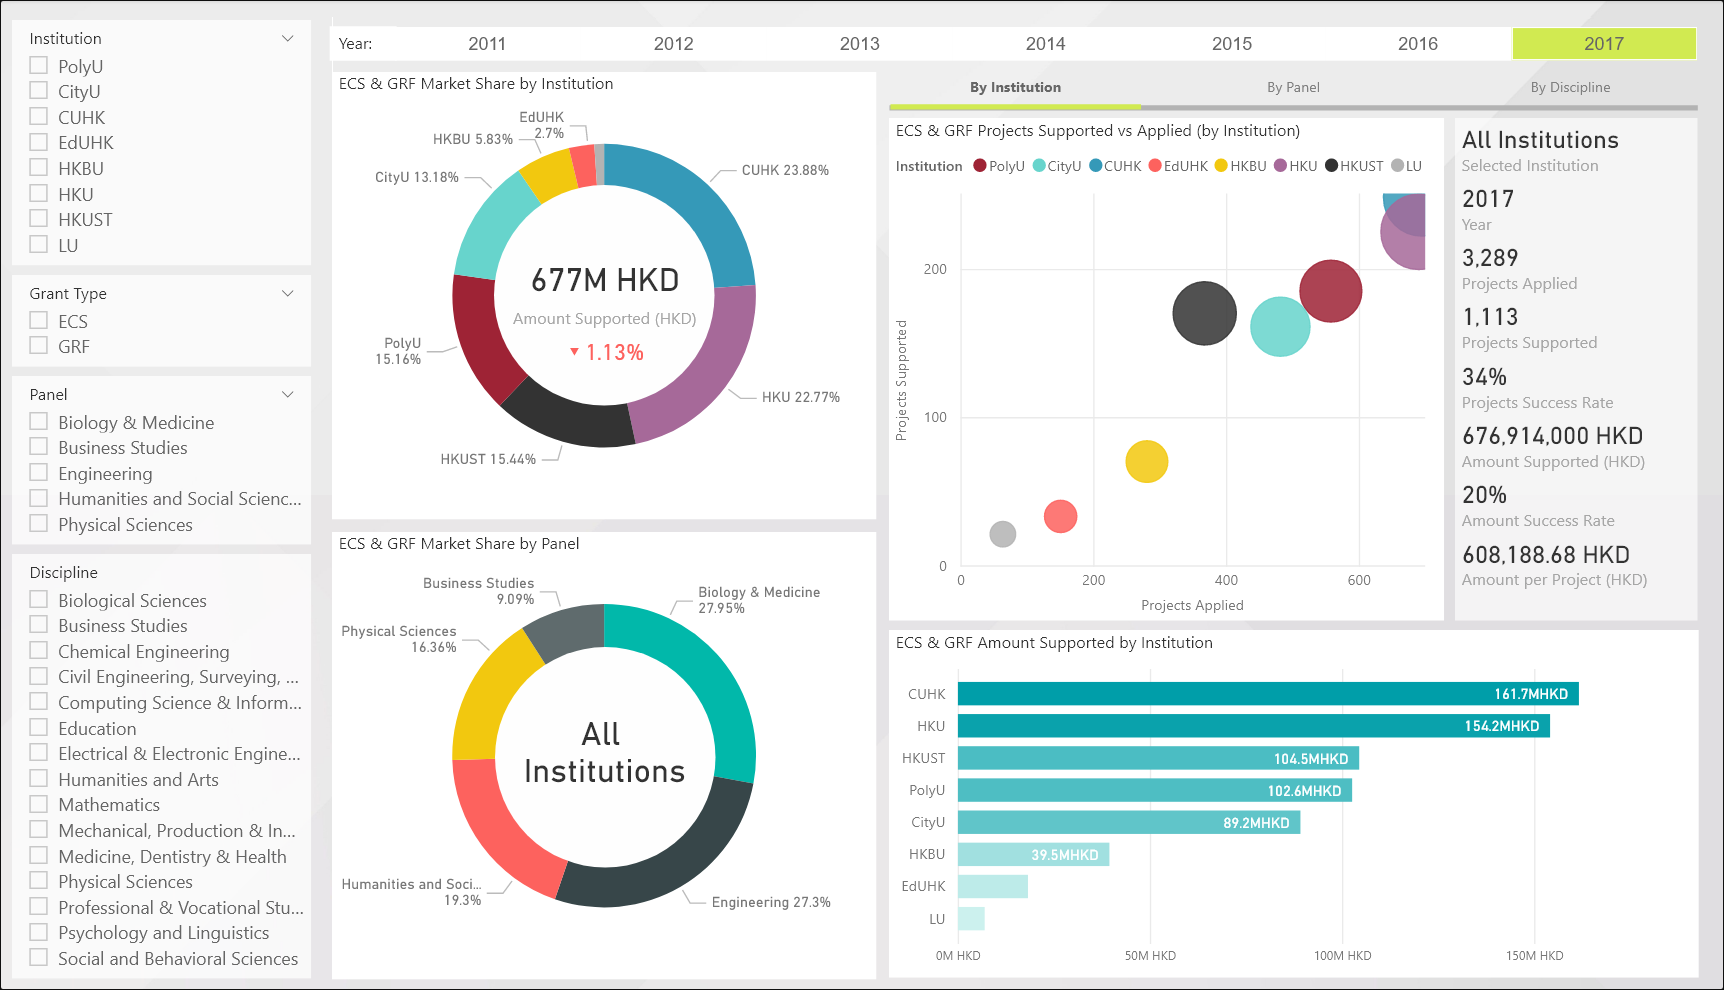 Institution
PolyU
CityU
CUHK
EdUHK
HKBU
HKU
HKUST
LU
Grant Type
ECS
GRF
Panel
Biology & Medicine
Business Studies
Engineering
Humanities and Social Scienc...
Physical Sciences
Discipline
Biological Sciences
Business Studies
Chemical Engineering
Civil Engineering, Surveying, ...
Computing Science & Inform...
Education
Electrical & Electronic Engine...
Humanities and Arts
Mathematics
Mechanical, Production & In...
Medicine, Dentistry & Health
Physical Sciences
Professional & Vocational Stu...
Psychology and Linguistics
Social and Behavioral Sciences
Year: 2011 2012 2013 2014 2015 2016 2017
ECS & GRF Market Share by Institution
EdUHK
2.7%
HKBU 5.83%
CUHK 23.88%
CityU 13.18%
677M HKD
Amount Supported (HKD)
▼ 1.13%
PolyU
15.16%
HKU 22.77%
HKUST 15.44%
ECS & GRF Market Share by Panel
Business Studies
9.09%
Biology & Medicine
27.95%
Physical Sciences
16.36%
All
Institutions
Humanities and Soci...
19.3%
Engineering 27.3%
By Institution By Panel By Discipline
ECS & GRF Projects Supported vs Applied (by Institution)
Institution PolyU CityU CUHK EdUHK HKBU HKU HKUST LU
Projects Supported
200
100
0
0 200 400 600
Projects Applied
All Institutions
Selected Institution
2017
Year
3,289
Projects Applied
1,113
Projects Supported
34%
Projects Success Rate
676,914,000 HKD
Amount Supported (HKD)
20%
Amount Success Rate
608,188.68 HKD
Amount per Project (HKD)
ECS & GRF Amount Supported by Institution
CUHK 161.7MHKD
HKU 154.2MHKD
HKUST 104.5MHKD
PolyU 102.6MHKD
CityU 89.2MHKD
HKBU 39.5MHKD
EdUHK
LU
0M HKD 50M HKD 100M HKD 150M HKD